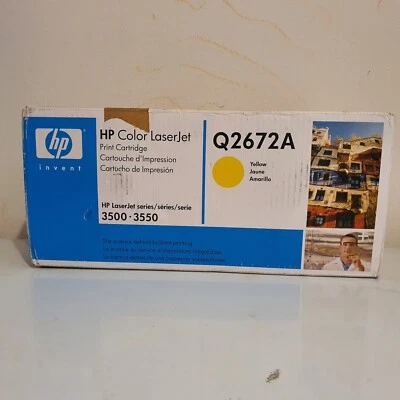 hp
invent
HP Color LaserJet
Print Cartridge
Cartouche d'Impression
Cartucho de Impresión
HP LaserJet series/séries/serie
3500 · 3550
Q2672A
Yellow
Jaune
Amarillo